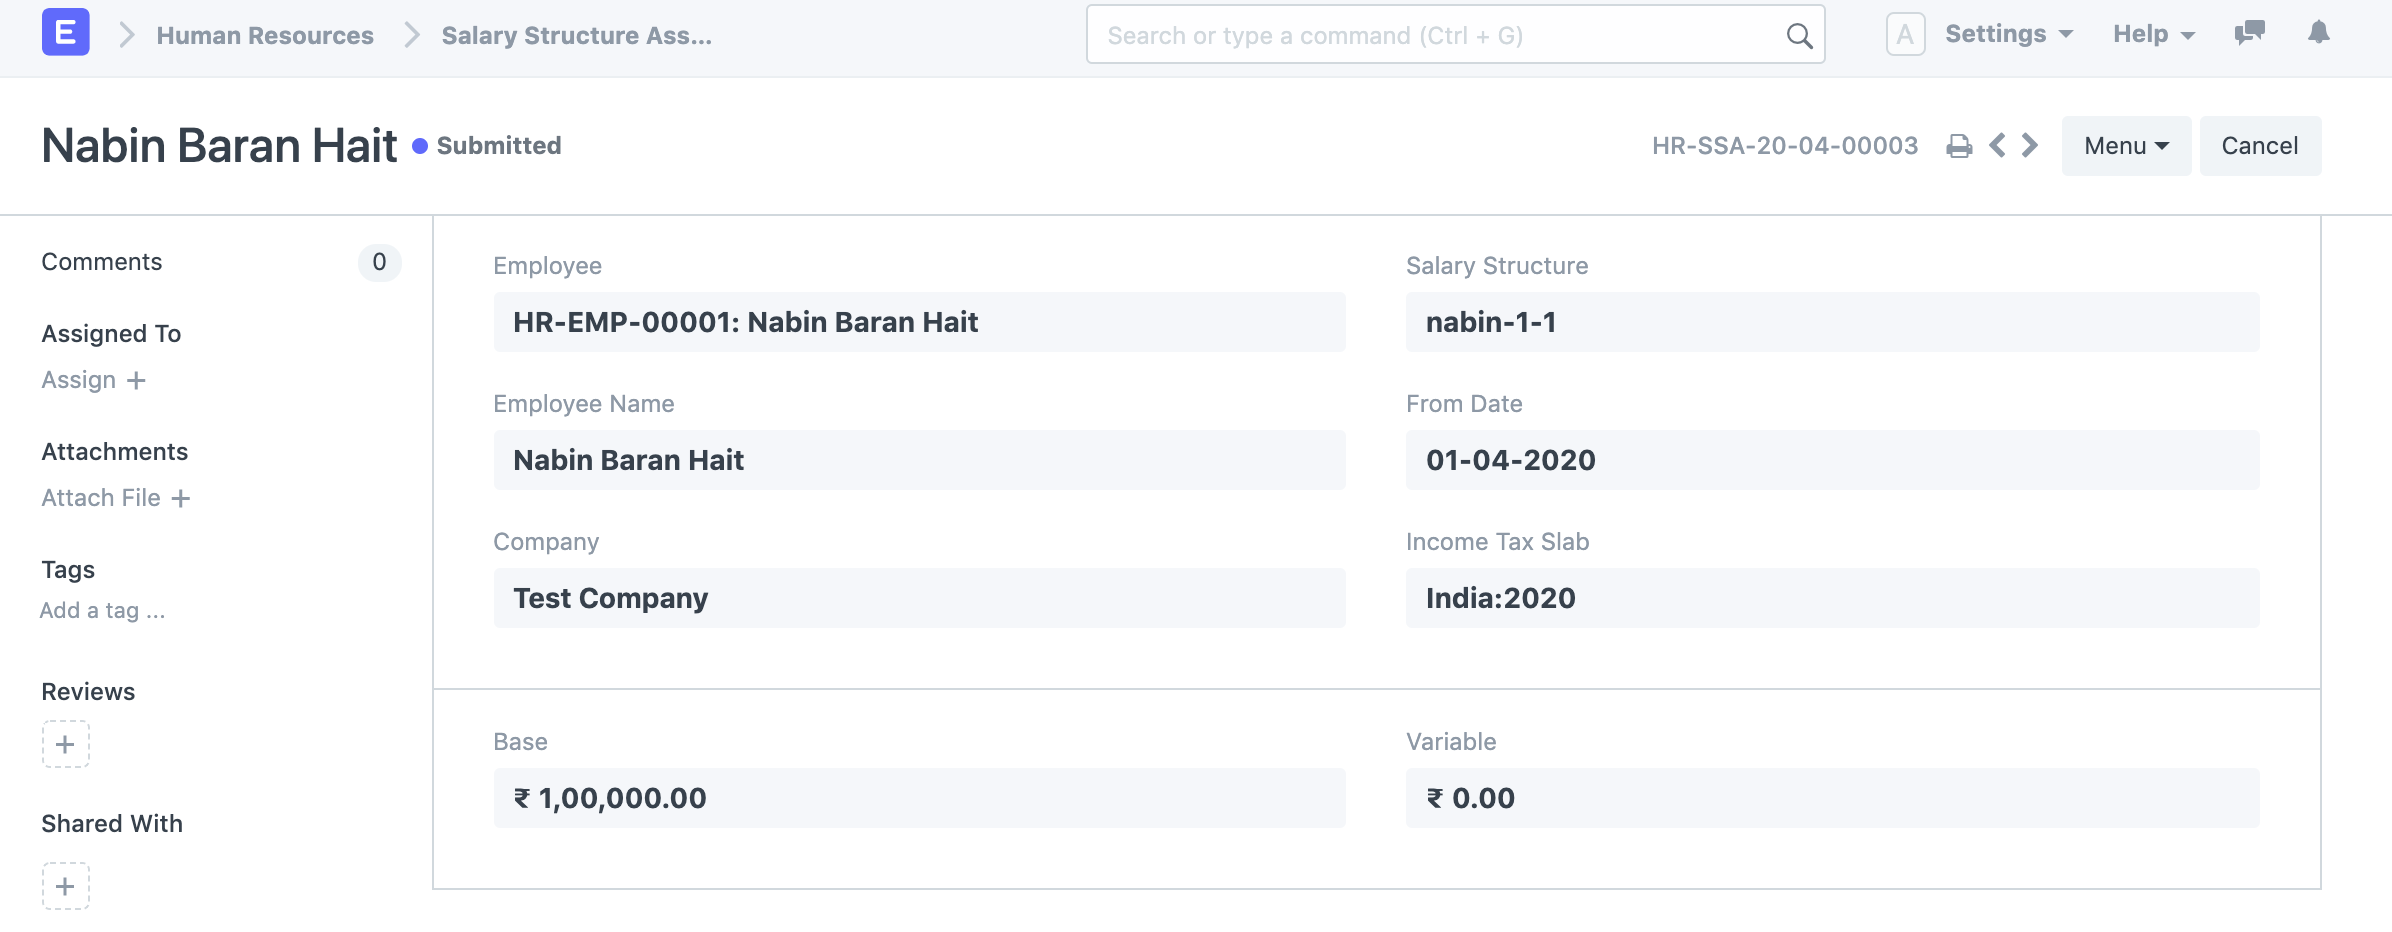 E Human Resources Salary Structure Ass... Search or type a command (Ctrl + G) A Settings Help
Nabin Baran Hait Submitted HR-SSA-20-04-00003 Menu Cancel
Comments 0
Assigned To
Assign +
Attachments
Attach File +
Tags
Add a tag ...
Reviews
+
Shared With
+
Employee
HR-EMP-00001: Nabin Baran Hait
Employee Name
Nabin Baran Hait
Company
Test Company
Salary Structure
nabin-1-1
From Date
01-04-2020
Income Tax Slab
India:2020
Base
₹ 1,00,000.00
Variable
₹ 0.00